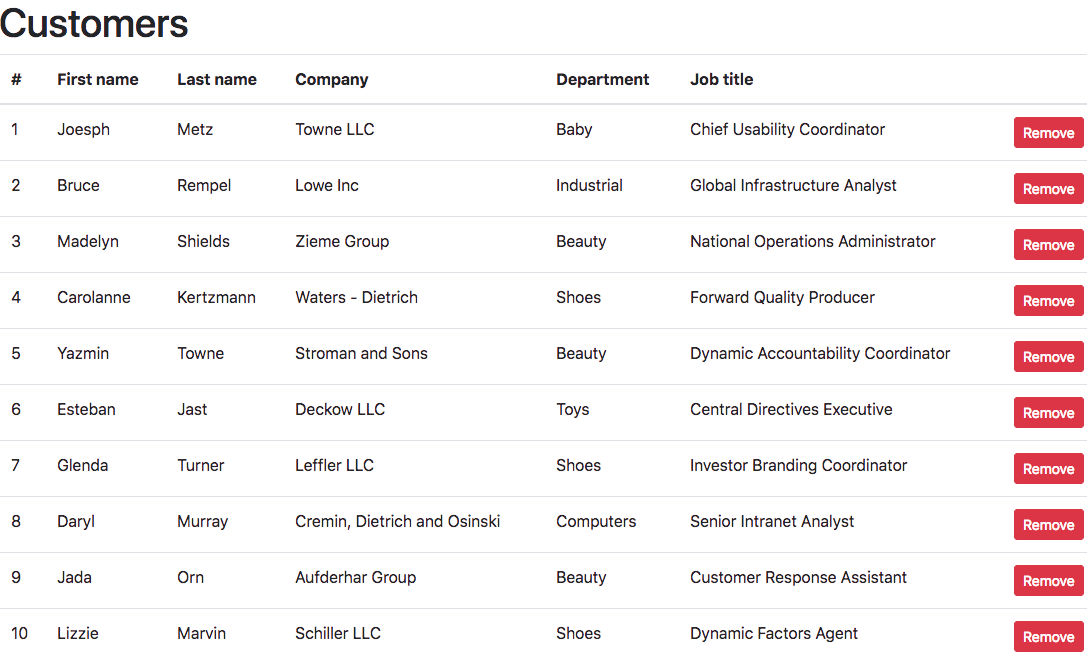 Customers
# First name Last name Company Department Job title
1 Joesph Metz Towne LLC Baby Chief Usability Coordinator Remove
2 Bruce Rempel Lowe Inc Industrial Global Infrastructure Analyst Remove
3 Madelyn Shields Zieme Group Beauty National Operations Administrator Remove
4 Carolanne Kertzmann Waters - Dietrich Shoes Forward Quality Producer Remove
5 Yazmin Towne Stroman and Sons Beauty Dynamic Accountability Coordinator Remove
6 Esteban Jast Deckow LLC Toys Central Directives Executive Remove
7 Glenda Turner Leffler LLC Shoes Investor Branding Coordinator Remove
8 Daryl Murray Cremin, Dietrich and Osinski Computers Senior Intranet Analyst Remove
9 Jada Orn Aufderhar Group Beauty Customer Response Assistant Remove
10 Lizzie Marvin Schiller LLC Shoes Dynamic Factors Agent Remove